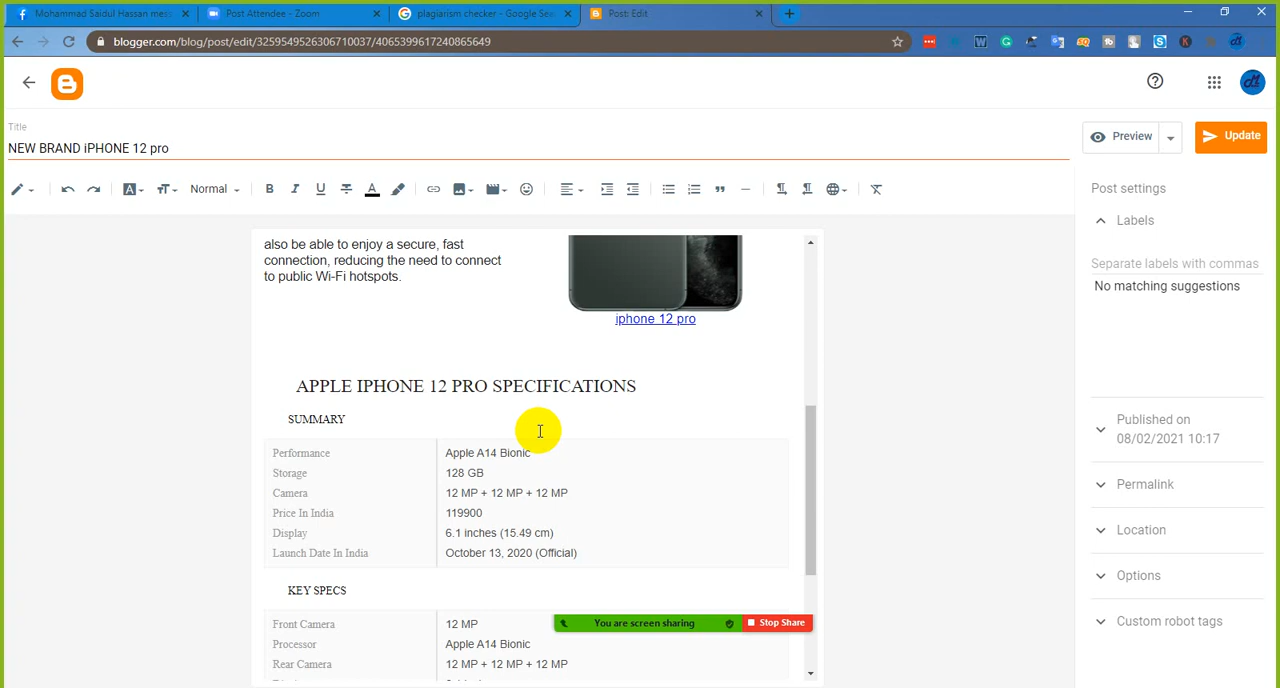 Mohammad Saidul Hassan mess
Post Attendee - Zoom
plagiarism checker - Google Sea
Post: Edit
blogger.com/blog/post/edit/3259549526306710037/4065399617240865649
Title
NEW BRAND iPHONE 12 pro
Preview
Update
Normal
Post settings
Labels
Separate labels with commas
No matching suggestions
Published on
08/02/2021 10:17
Permalink
Location
Options
Custom robot tags
also be able to enjoy a secure, fast
connection, reducing the need to connect
to public Wi-Fi hotspots.
iphone 12 pro
APPLE IPHONE 12 PRO SPECIFICATIONS
SUMMARY
Performance Apple A14 Bionic
Storage 128 GB
Camera 12 MP + 12 MP + 12 MP
Price In India 119900
Display 6.1 inches (15.49 cm)
Launch Date In India October 13, 2020 (Official)
KEY SPECS
Front Camera 12 MP
Processor Apple A14 Bionic
Rear Camera 12 MP + 12 MP + 12 MP
You are screen sharing
Stop Share